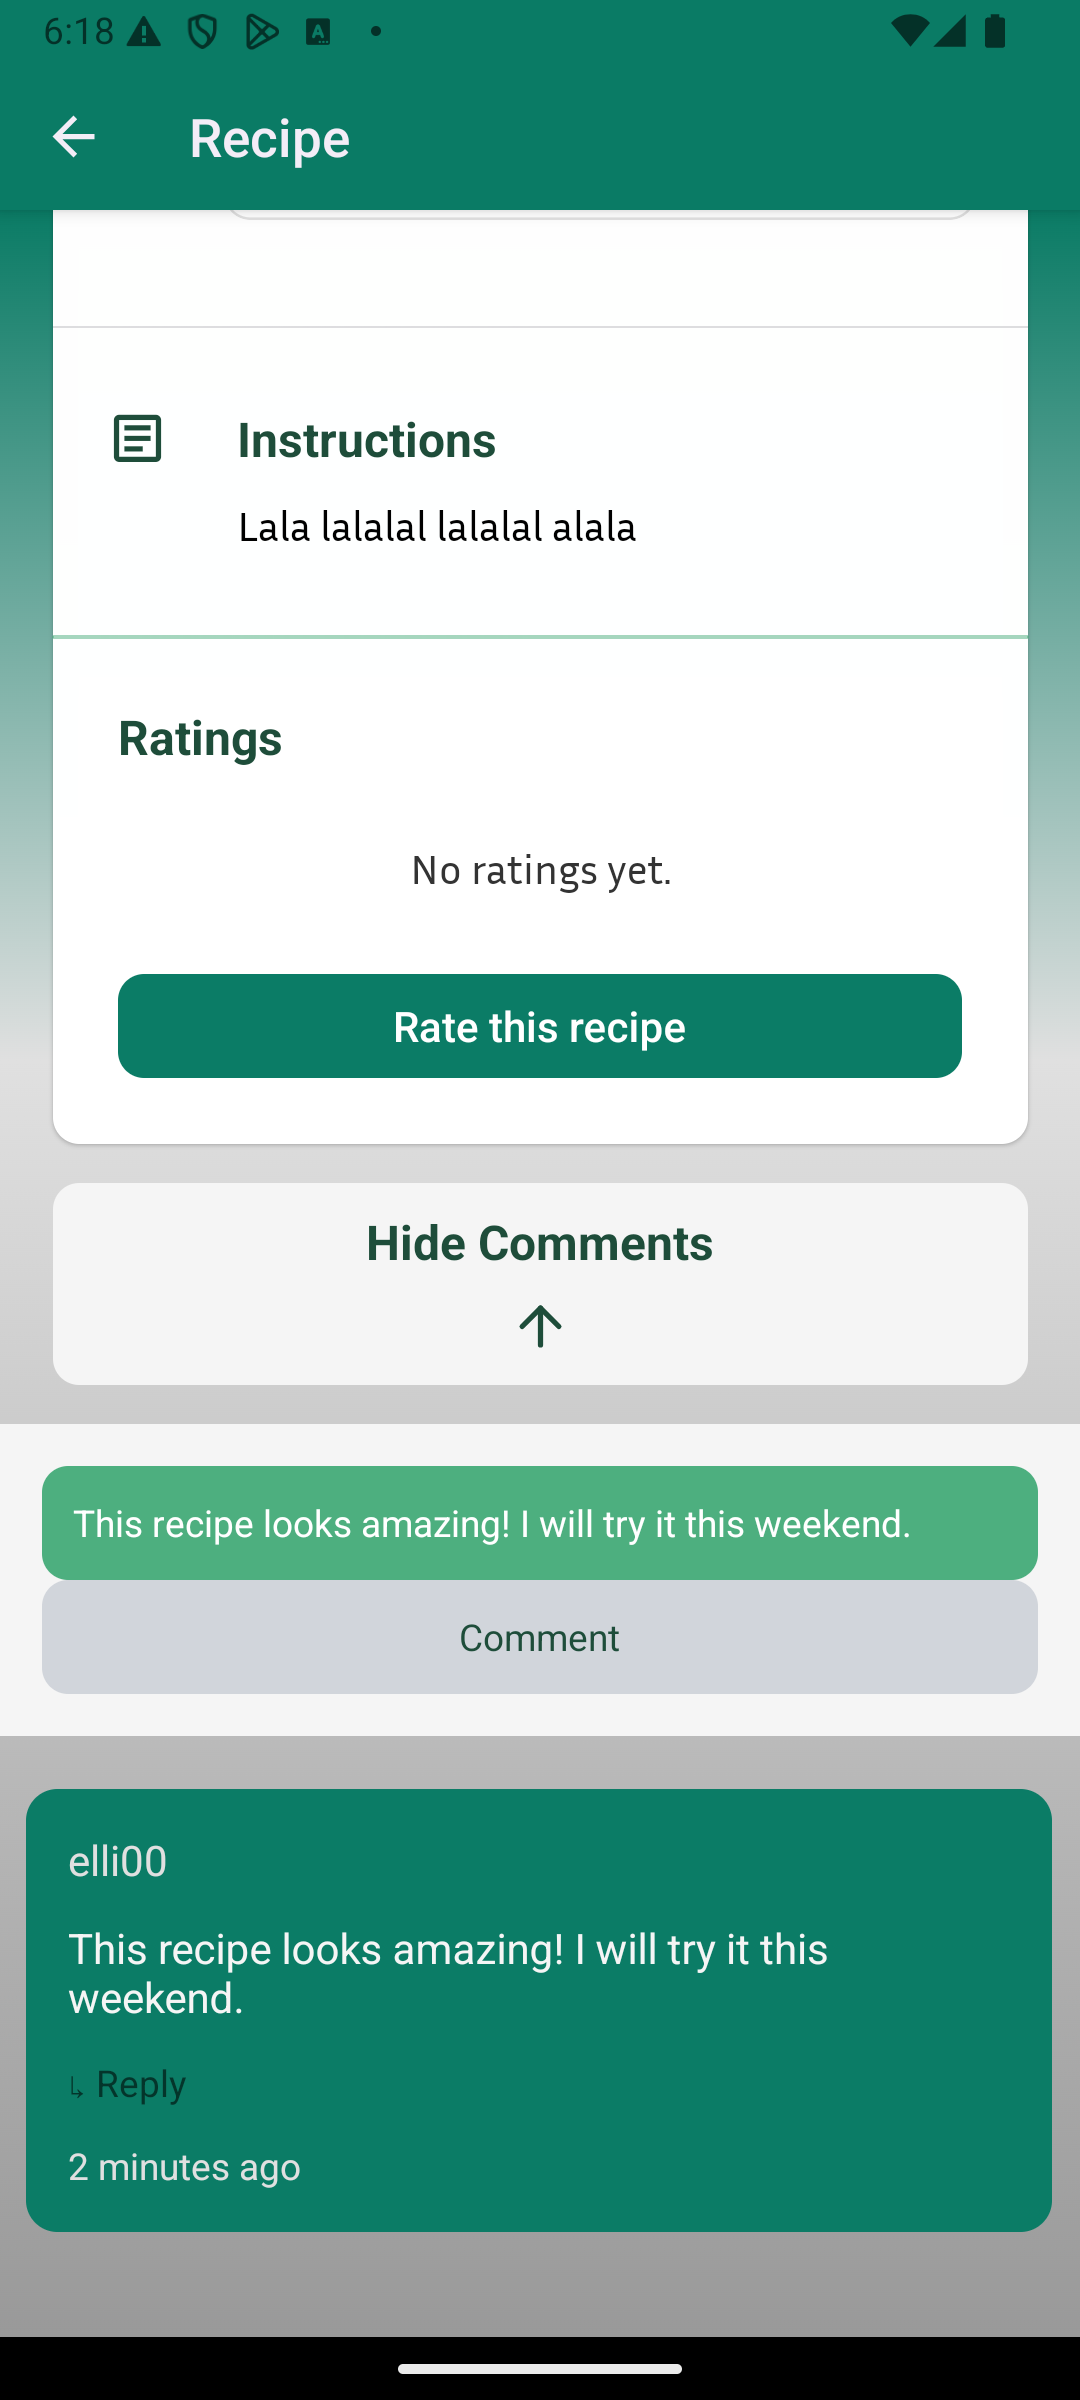 6:18
Recipe
Instructions
Lala lalalal lalalal alala
Ratings
No ratings yet.
Rate this recipe
Hide Comments
This recipe looks amazing! I will try it this weekend.
Comment
elli00
This recipe looks amazing! I will try it this
weekend.
↳ Reply
2 minutes ago